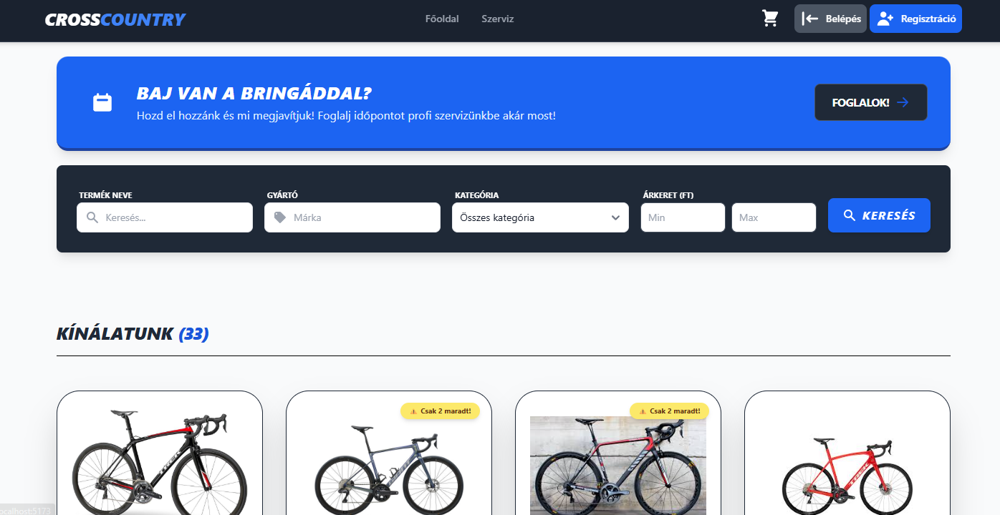 CROSSCOUNTRY
Főoldal
Szerviz
Belépés
Regisztráció
BAJ VAN A BRINGÁDDAL?
Hozd el hozzánk és mi megjavítjuk! Foglalj időpontot profi szervizünkbe akár most!
FOGLALOK!
TERMÉK NEVE
GYÁRTÓ
KATEGÓRIA
ÁRKERET (FT)
Keresés...
Márka
Összes kategória
Min
Max
KERESÉS
KÍNÁLATUNK (33)
Csak 2 maradt!
Csak 2 maradt!
TREK
ocalhost:5173